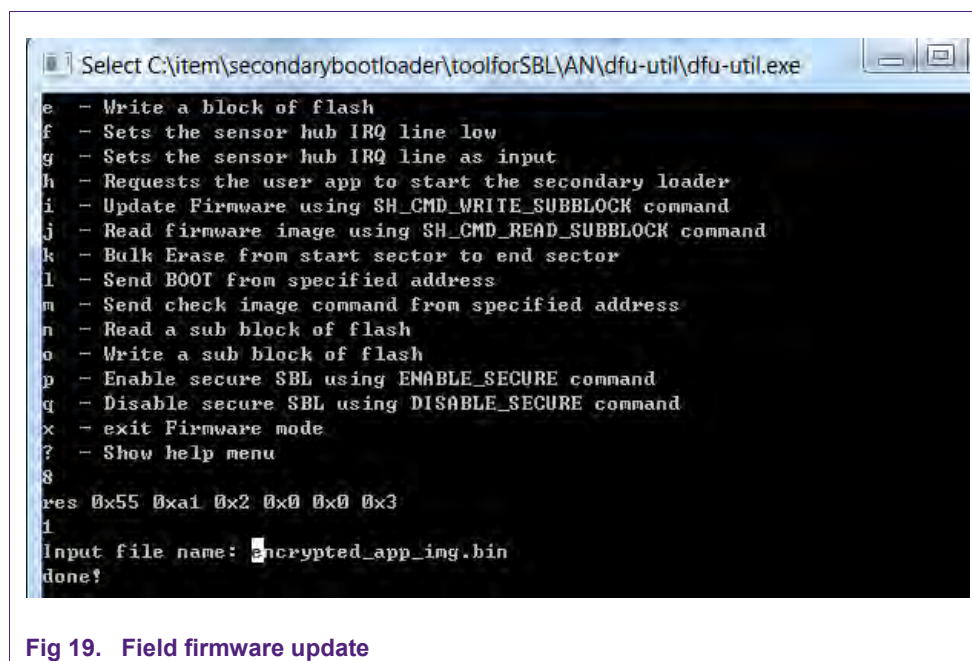 Select C:\item\secondarybootloader\toolforSBL\AN\dfu-util\dfu-util.exe
e - Write a block of flash
f - Sets the sensor hub IRQ line low
g - Sets the sensor hub IRQ line as input
h - Requests the user app to start the secondary loader
i - Update Firmware using SH_CMD_WRITE_SUBBLOCK command
j - Read firmware image using SH_CMD_READ_SUBBLOCK command
k - Bulk Erase from start sector to end sector
l - Send BOOT from specified address
m - Send check image command from specified address
n - Read a sub block of flash
o - Write a sub block of flash
p - Enable secure SBL using ENABLE_SECURE command
q - Disable secure SBL using DISABLE_SECURE command
x - exit Firmware mode
? - Show help menu
8
res 0x55 0xa1 0x2 0x0 0x0 0x3
1
Input file name: encrypted_app_img.bin
done!
Fig 19. Field firmware update